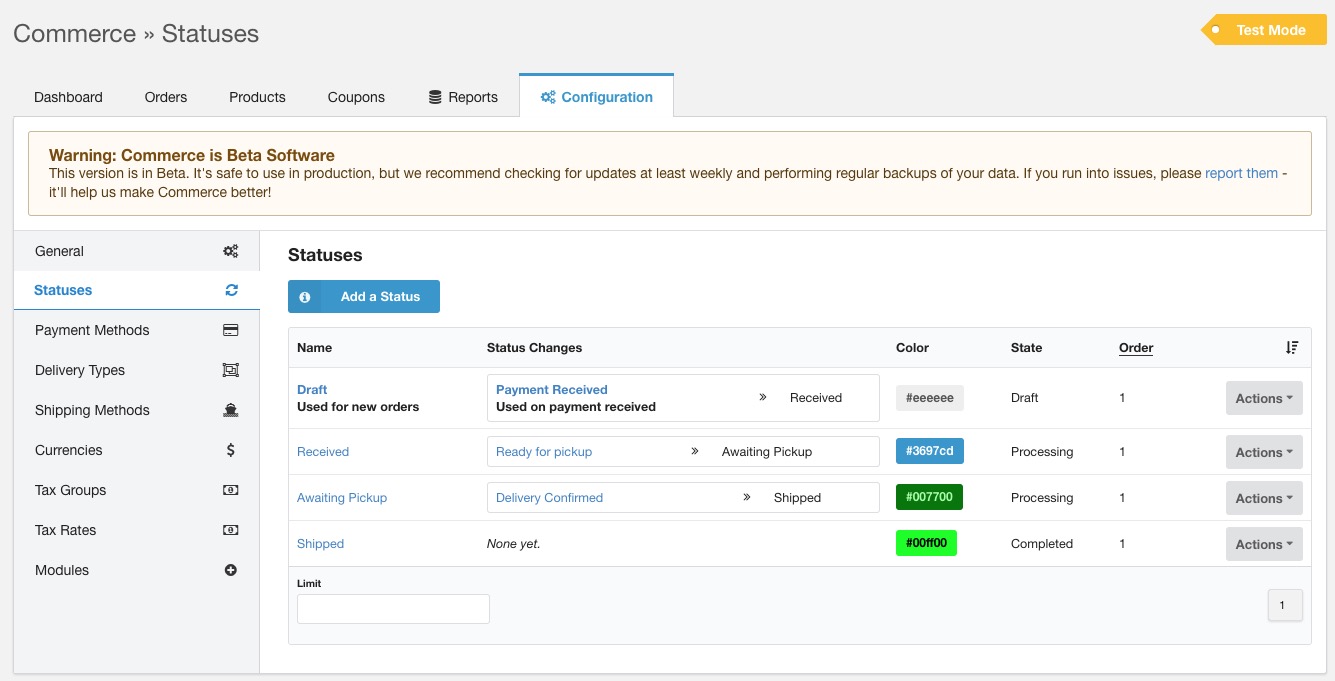 Commerce » Statuses
Test Mode
Dashboard
Orders
Products
Coupons
Reports
Configuration
Warning: Commerce is Beta Software
This version is in Beta. It's safe to use in production, but we recommend checking for updates at least weekly and performing regular backups of your data. If you run into issues, please report them -
it'll help us make Commerce better!
General
Statuses
Payment Methods
Delivery Types
Shipping Methods
Currencies
$
Tax Groups
Tax Rates
Modules
Statuses
Add a Status
Name Status Changes Color State Order
Draft
Used for new orders
Payment Received
Used on payment received
» Received
#eeeeee
Draft
1
Actions
Received
Ready for pickup » Awaiting Pickup
#3697cd
Processing
1
Actions
Awaiting Pickup
Delivery Confirmed » Shipped
#007700
Processing
1
Actions
Shipped
None yet.
#00ff00
Completed
1
Actions
Limit
1